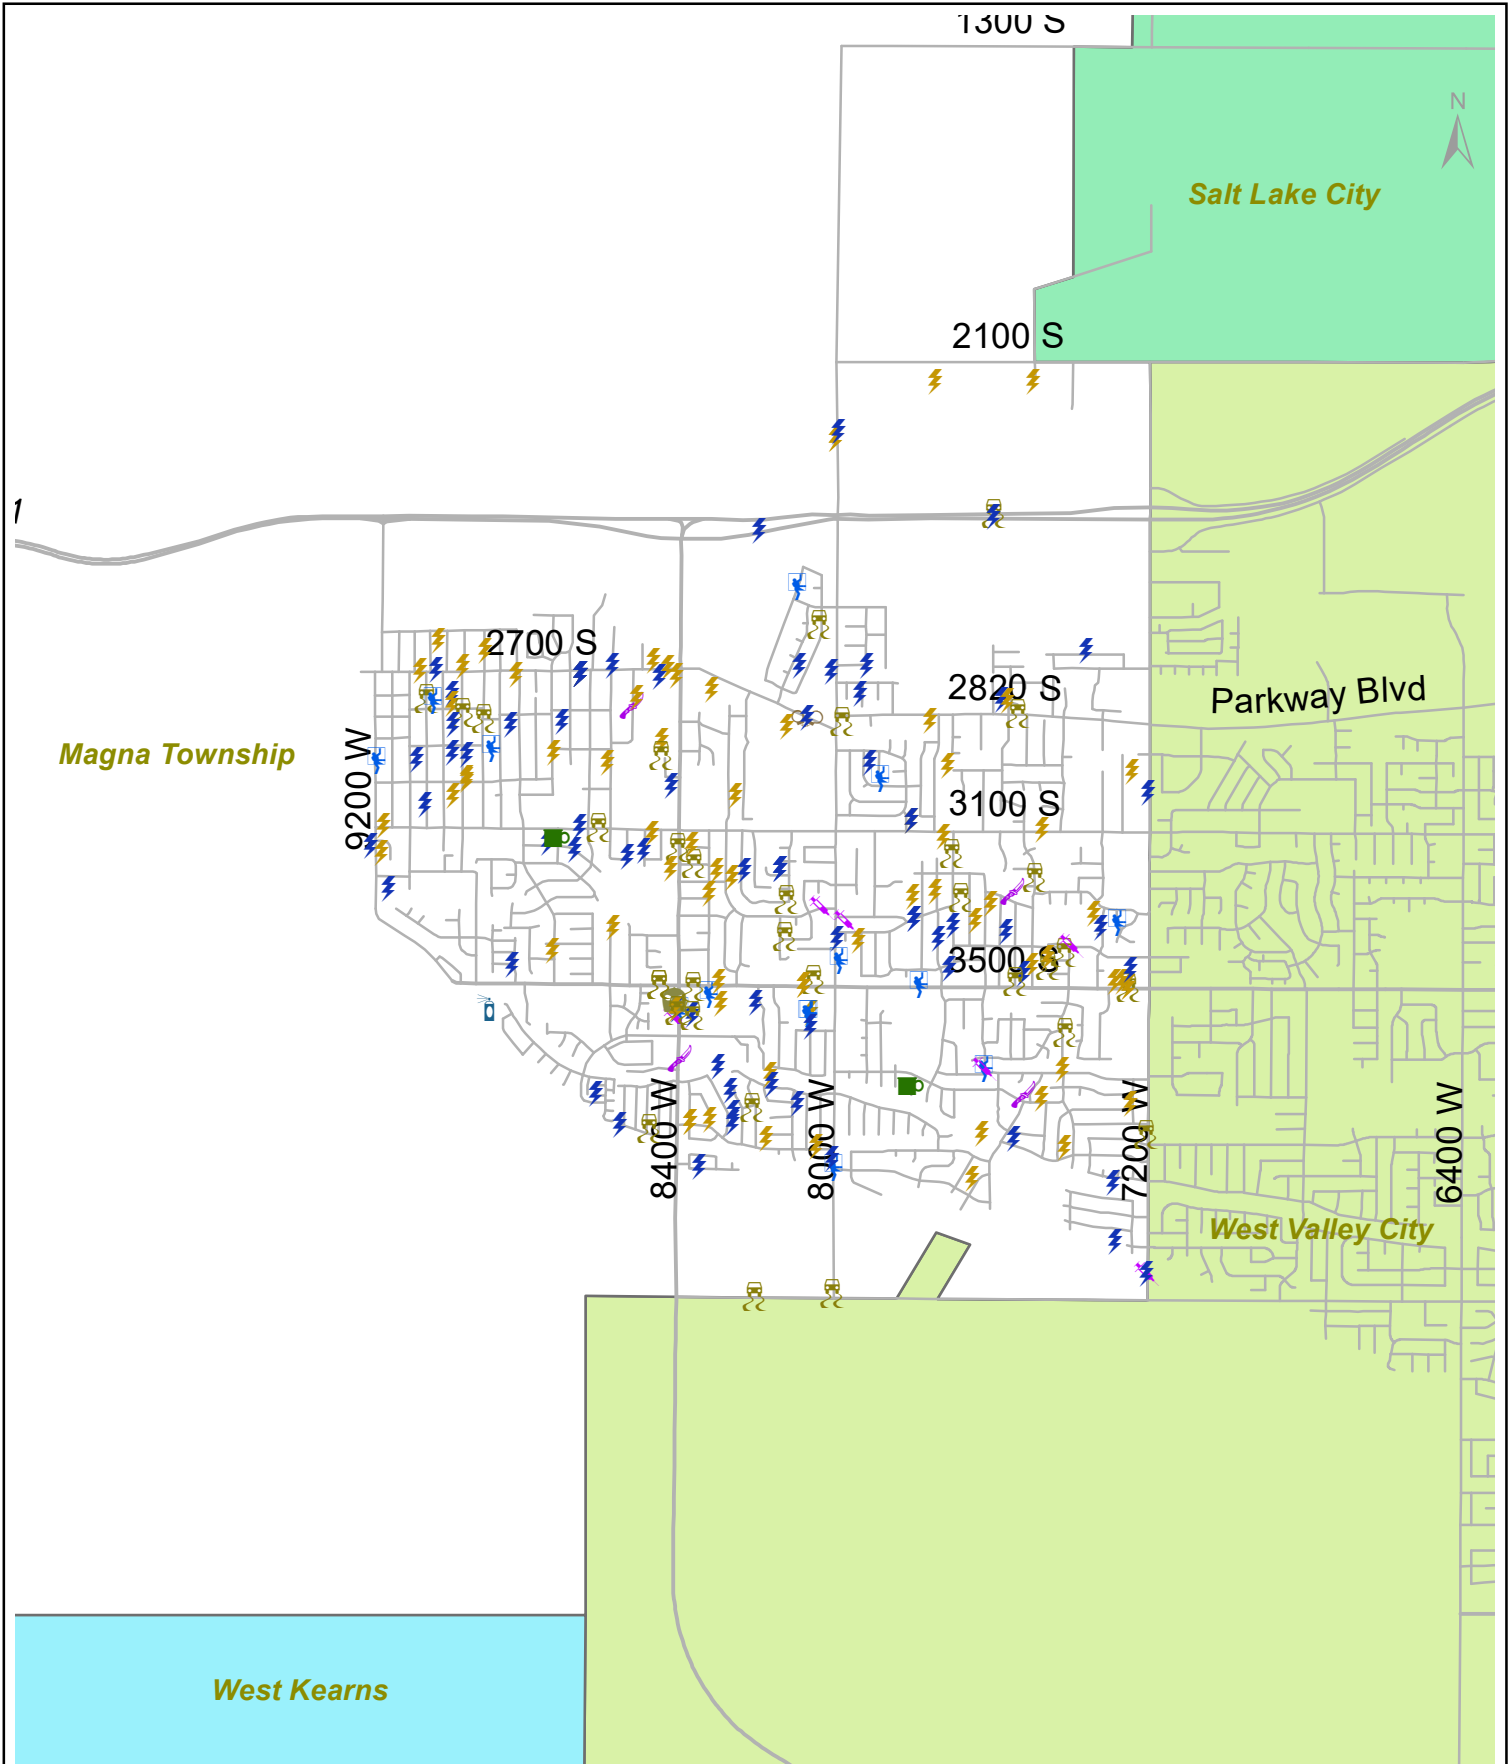 1300 S
N
Salt Lake City
2100 S
1
2700 S
2820 S
Parkway Blvd
Magna Township
9200 W
3100 S
3500 S
8400 W
8000 W
7200 W
6400 W
West Valley City
West Kearns